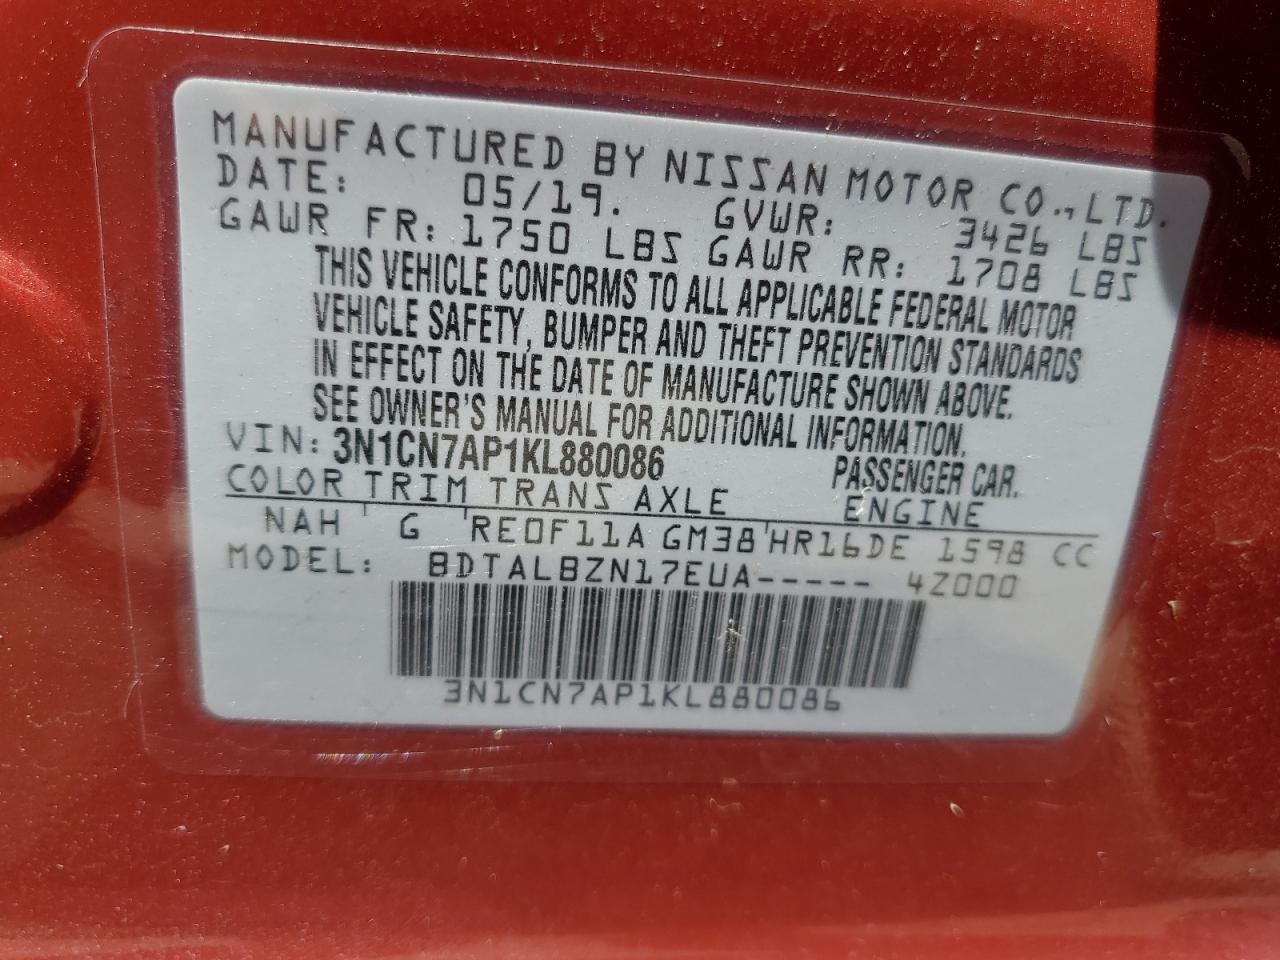 MANUFACTURED BY NISSAN MOTOR CO., LTD.
DATE: 05/19. GVWR: 3426 LBS
GAWR FR: 1750 LBS GAWR RR: 1708 LBS
THIS VEHICLE CONFORMS TO ALL APPLICABLE FEDERAL MOTOR
VEHICLE SAFETY, BUMPER AND THEFT PREVENTION STANDARDS
IN EFFECT ON THE DATE OF MANUFACTURE SHOWN ABOVE.
SEE OWNER'S MANUAL FOR ADDITIONAL INFORMATION.
VIN: 3N1CN7AP1KL880086 PASSENGER CAR.
COLOR TRIM TRANS AXLE ENGINE
NAH G RE0F11A GM38 HR16DE 1598 CC
MODEL: BDTALBZN17EUA----- 4Z000
3N1CN7AP1KL880086